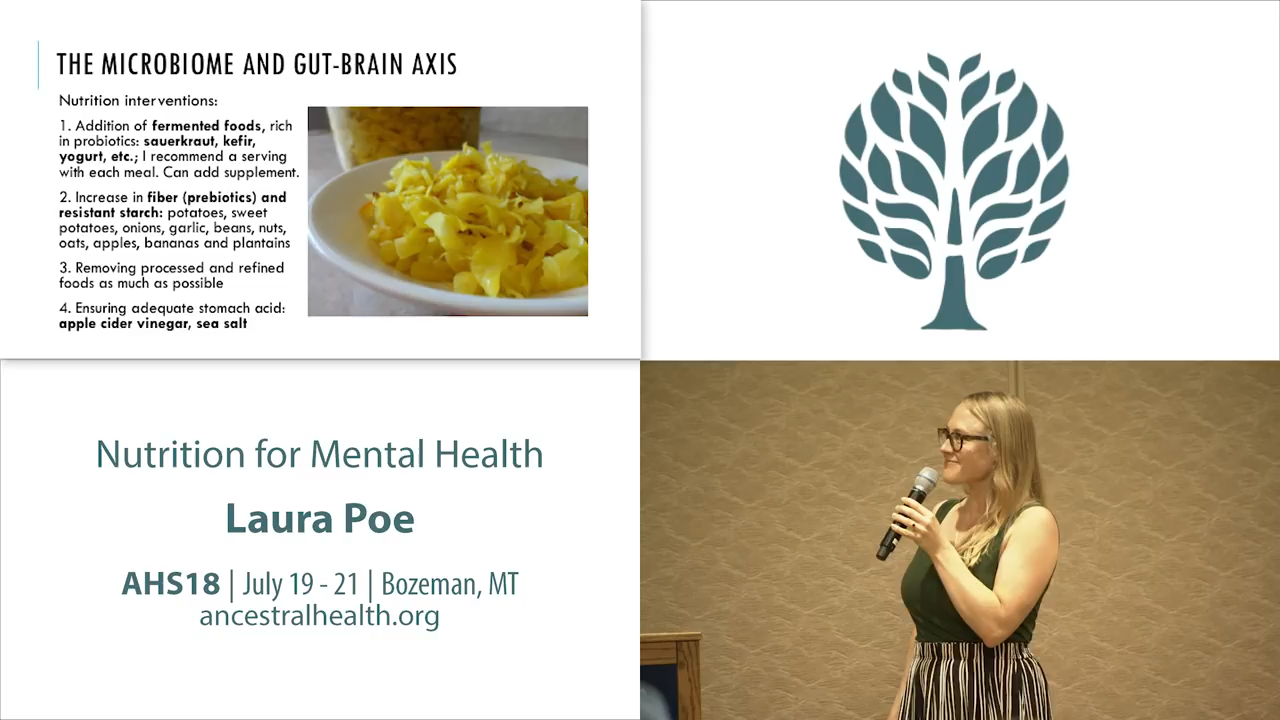 THE MICROBIOME AND GUT-BRAIN AXIS
Nutrition interventions:
1. Addition of fermented foods, rich
in probiotics: sauerkraut, kefir,
yogurt, etc.; I recommend a serving
with each meal. Can add supplement.
2. Increase in fiber (prebiotics) and
resistant starch: potatoes, sweet
potatoes, onions, garlic, beans, nuts,
oats, apples, bananas and plantains
3. Removing processed and refined
foods as much as possible
4. Ensuring adequate stomach acid:
apple cider vinegar, sea salt
Nutrition for Mental Health
Laura Poe
AHS18 | July 19 - 21 | Bozeman, MT
ancestralhealth.org